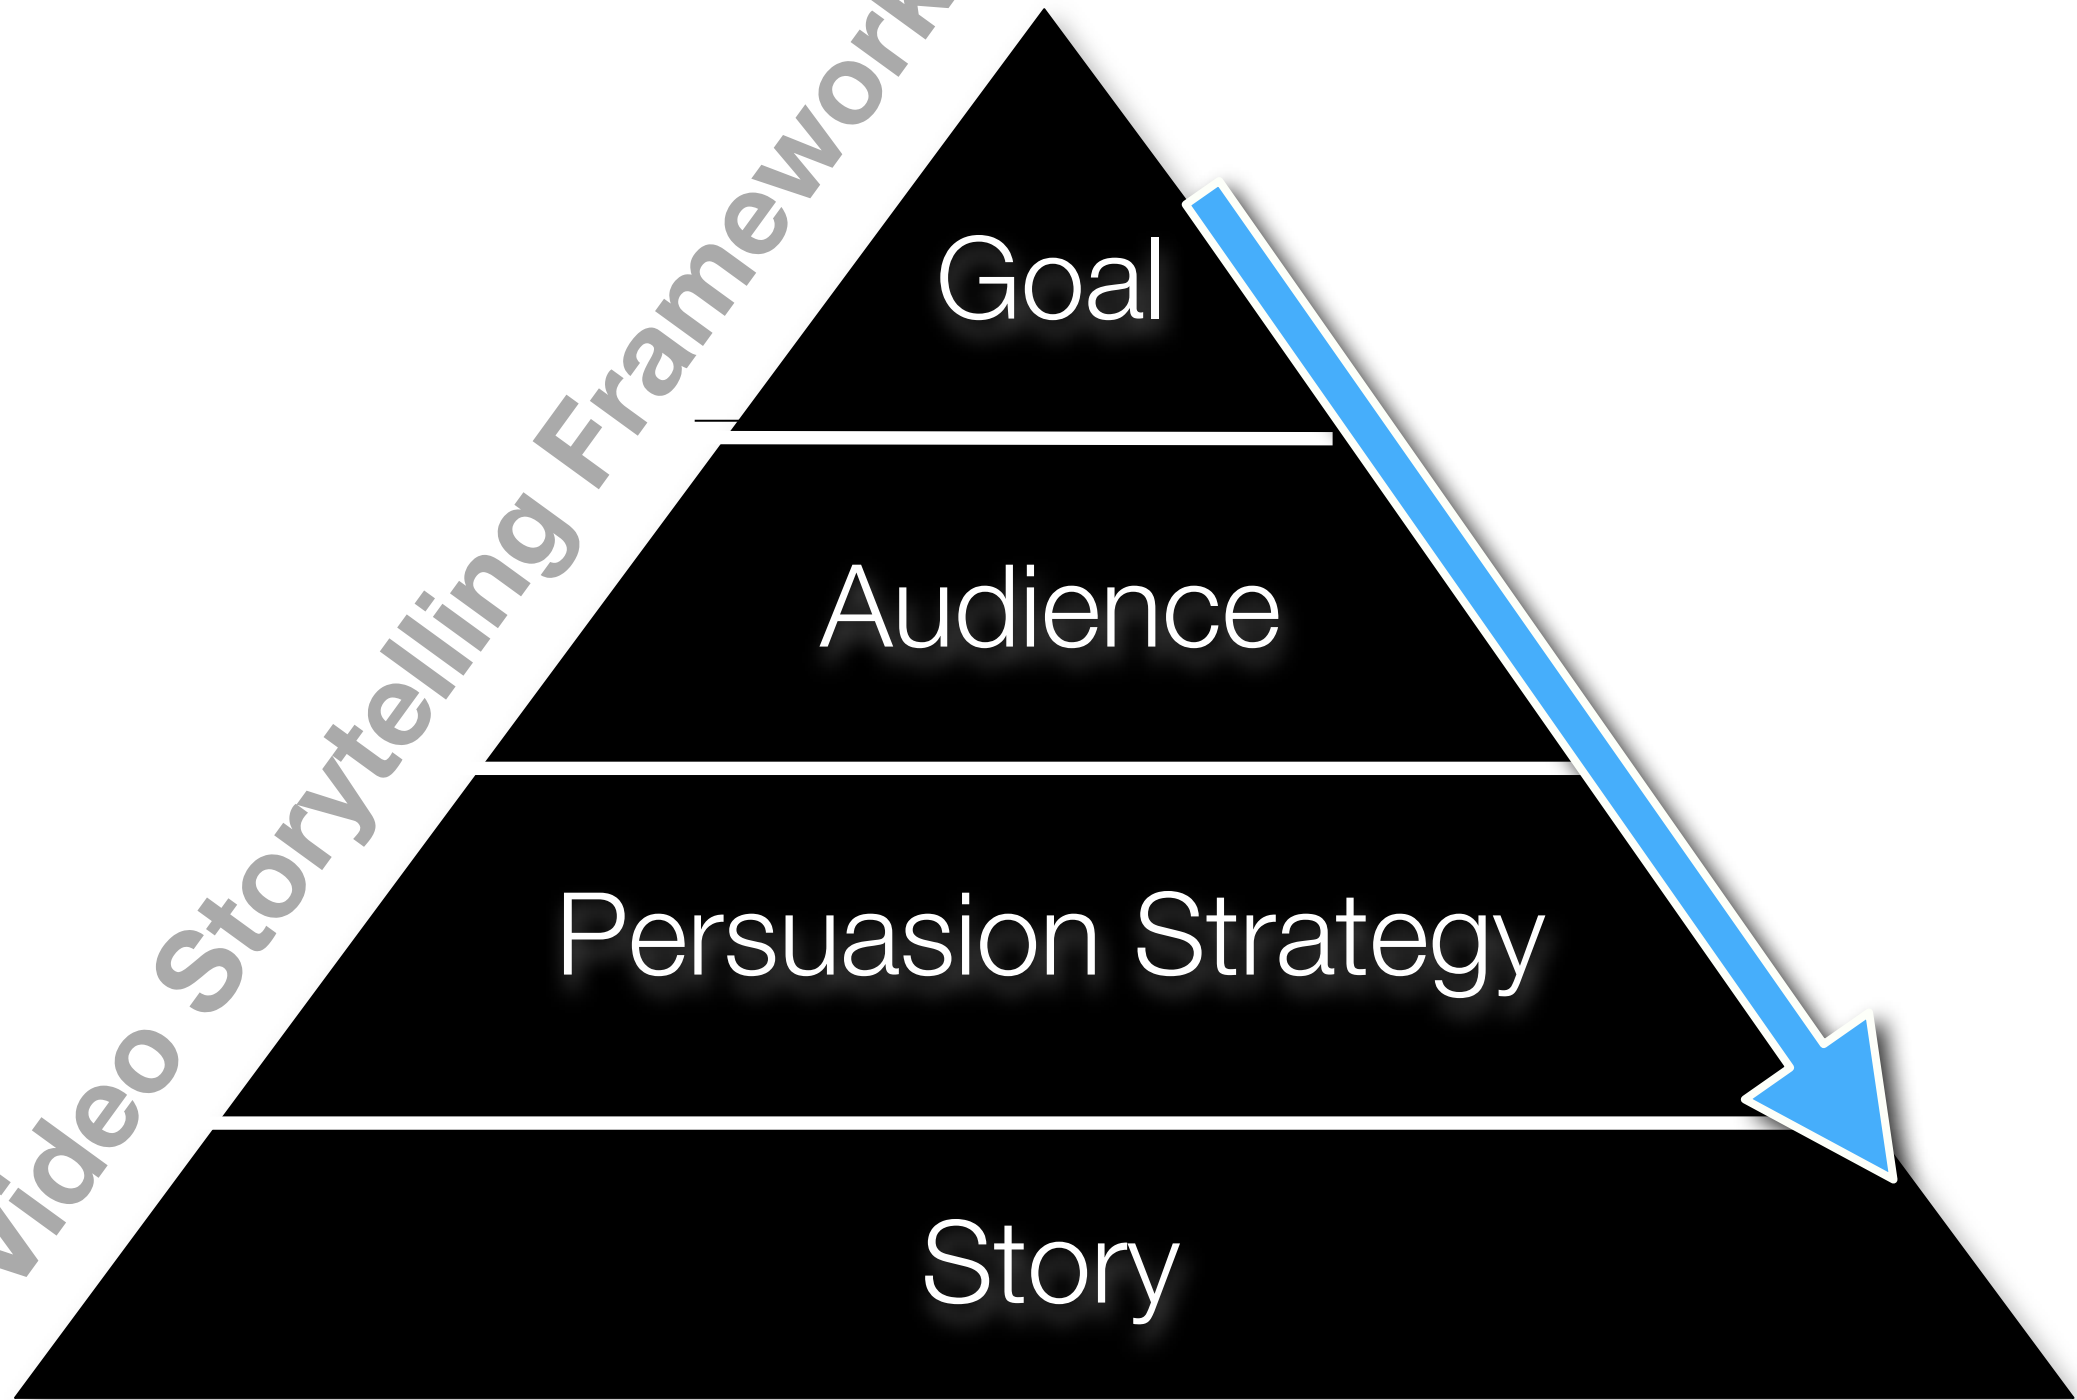 Video Storytelling Framework
Goal
Audience
Persuasion Strategy
Story